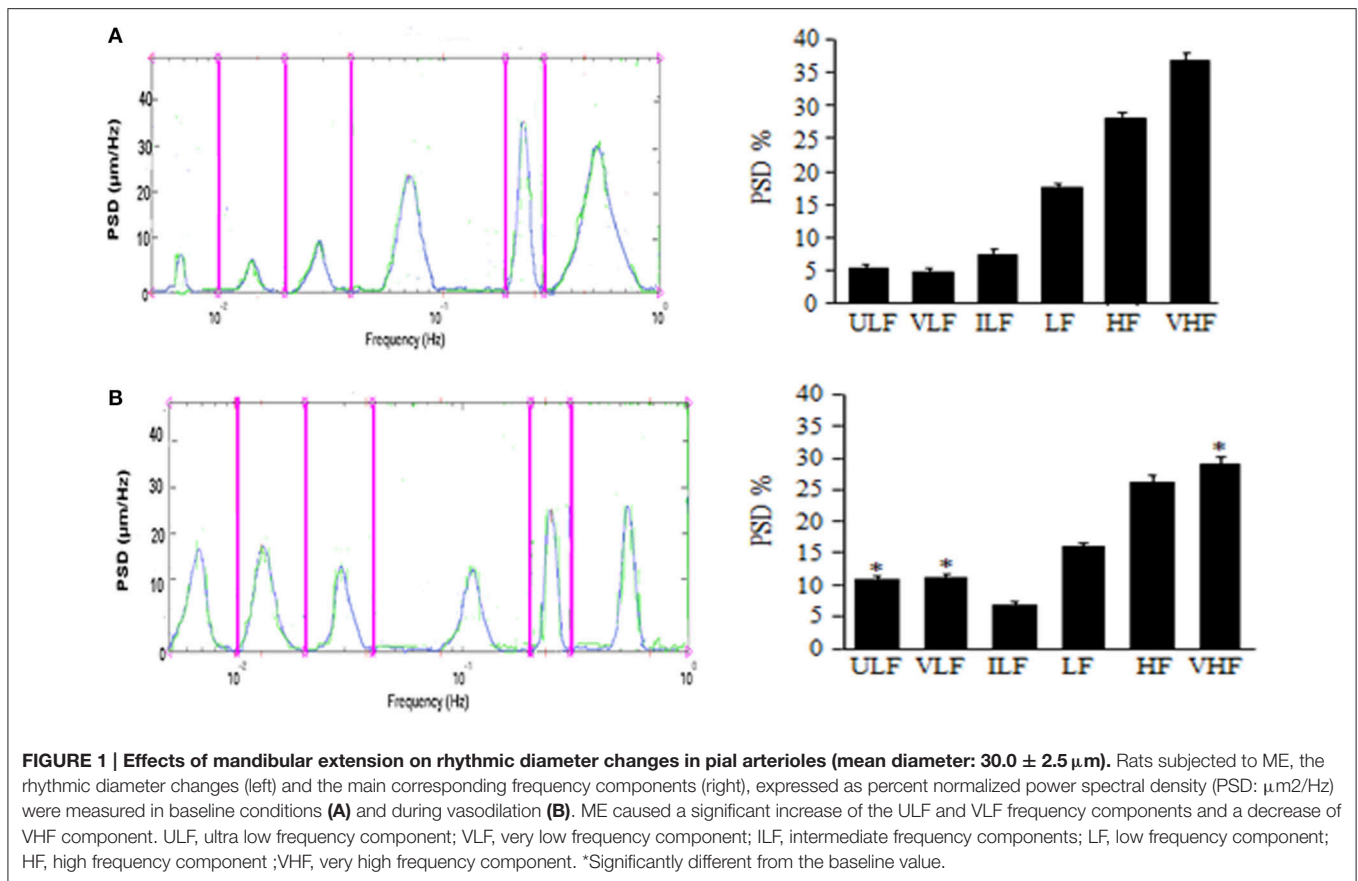 A
PSD (µm/Hz)
40
30
20
10
0
10-2
10-1
100
Frequency (Hz)
PSD %
40
35
30
25
20
15
10
5
0
ULF VLF ILF LF HF VHF
B
PSD (µm/Hz)
40
30
20
10
0
10-2
10-1
100
Frequency (Hz)
PSD %
40
35
30
25
20
15
10
5
0
* * *
ULF VLF ILF LF HF VHF
FIGURE 1 | Effects of mandibular extension on rhythmic diameter changes in pial arterioles (mean diameter: 30.0 ± 2.5 µm). Rats subjected to ME, the
rhythmic diameter changes (left) and the main corresponding frequency components (right), expressed as percent normalized power spectral density (PSD: µm2/Hz)
were measured in baseline conditions (A) and during vasodilation (B). ME caused a significant increase of the ULF and VLF frequency components and a decrease of
VHF component. ULF, ultra low frequency component; VLF, very low frequency component; ILF, intermediate frequency components; LF, low frequency component;
HF, high frequency component ;VHF, very high frequency component. *Significantly different from the baseline value.